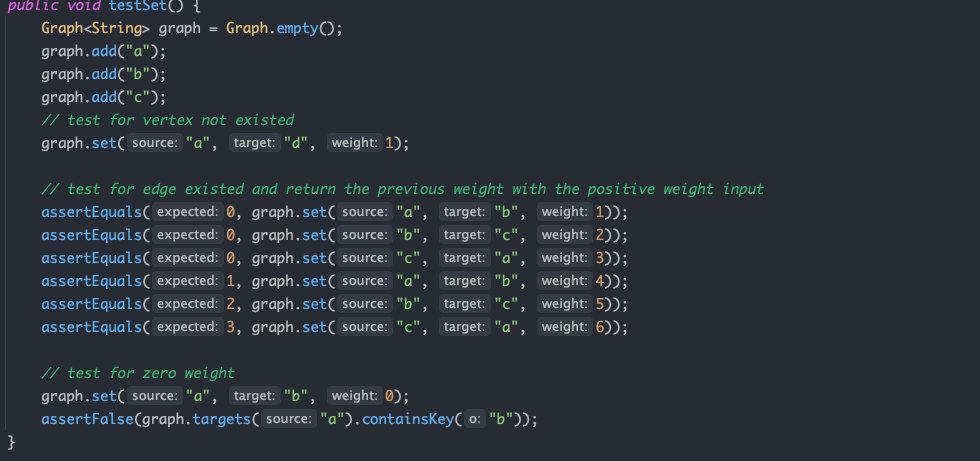 public void testSet() {
Graph<String> graph = Graph.empty();
graph.add("a");
graph.add("b");
graph.add("c");
// test for vertex not existed
graph.set( source: "a", target: "d", weight: 1);
// test for edge existed and return the previous weight with the positive weight input
assertEquals( expected: 0, graph.set( source: "a", target: "b", weight: 1));
assertEquals( expected: 0, graph.set( source: "b", target: "c", weight: 2));
assertEquals( expected: 0, graph.set( source: "c", target: "a", weight: 3));
assertEquals( expected: 1, graph.set( source: "a", target: "b", weight: 4));
assertEquals( expected: 2, graph.set( source: "b", target: "c", weight: 5));
assertEquals( expected: 3, graph.set( source: "c", target: "a", weight: 6));
// test for zero weight
graph.set( source: "a", target: "b", weight: 0);
assertFalse(graph.targets( source: "a").containsKey( o: "b"));
}